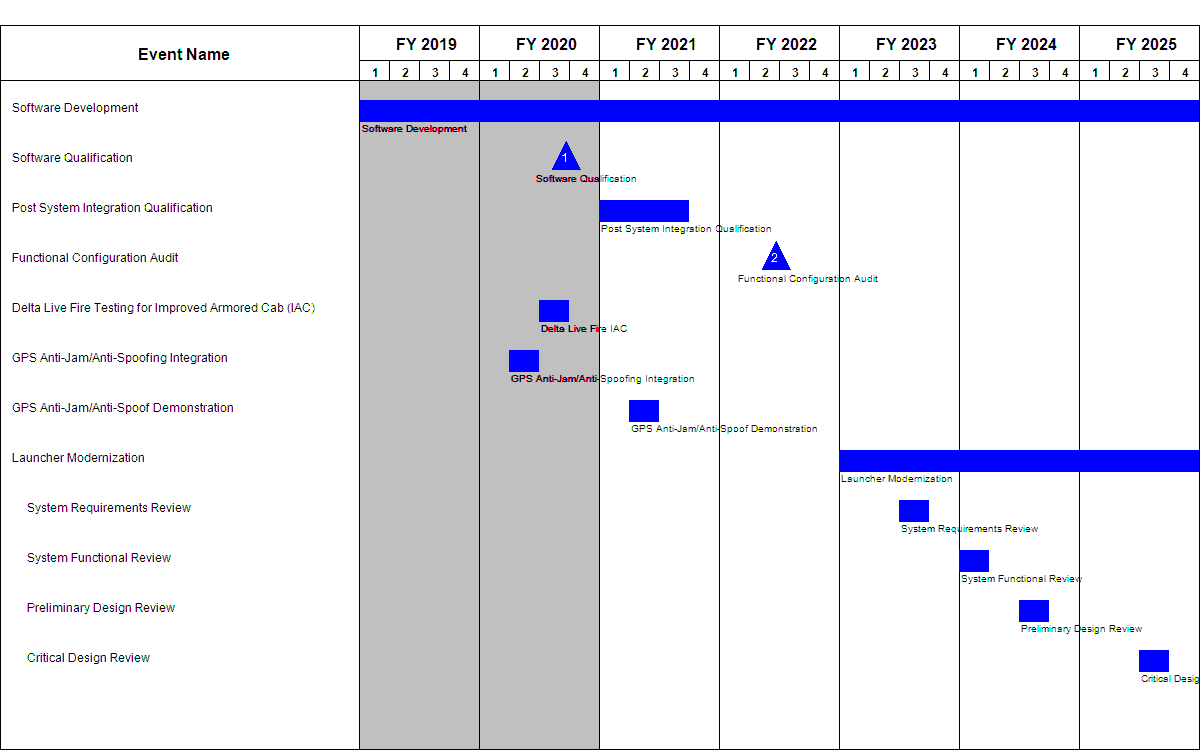 Event Name
FY 2019 FY 2020 FY 2021 FY 2022 FY 2023 FY 2024 FY 2025
1 2 3 4 1 2 3 4 1 2 3 4 1 2 3 4 1 2 3 4 1 2 3 4 1 2 3 4
Software Development
Software Development
Software Qualification
1
Software Qualification
Post System Integration Qualification
Post System Integration Qualification
Functional Configuration Audit
2
Functional Configuration Audit
Delta Live Fire Testing for Improved Armored Cab (IAC)
Delta Live Fire IAC
GPS Anti-Jam/Anti-Spoofing Integration
GPS Anti-Jam/Anti-Spoofing Integration
GPS Anti-Jam/Anti-Spoof Demonstration
GPS Anti-Jam/Anti-Spoof Demonstration
Launcher Modernization
Launcher Modernization
System Requirements Review
System Requirements Review
System Functional Review
System Functional Review
Preliminary Design Review
Preliminary Design Review
Critical Design Review
Critical Desig